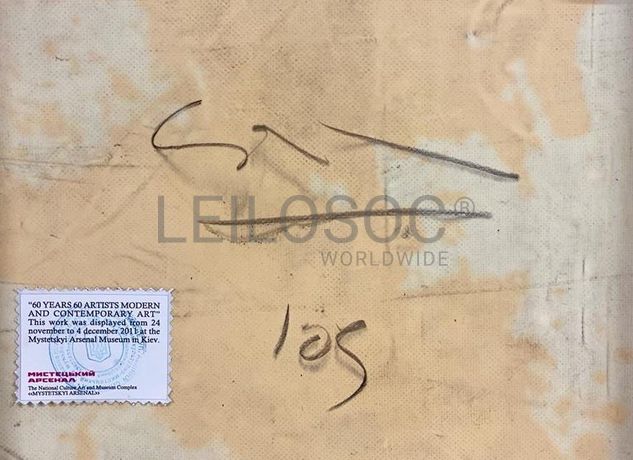 LEILOSOC®
WORLDWIDE
105
"60 YEARS 60 ARTISTS MODERN
AND CONTEMPORARY ART"
This work was displayed from 24
november to 4 december 2011 at the
Mystetskyi Arsenal Museum in Kiev.
МИСТЕЦЬКИЙ
АРСЕНАЛ
The National Culture Art and Museum Complex
«MYSTETSKYI ARSENAL»